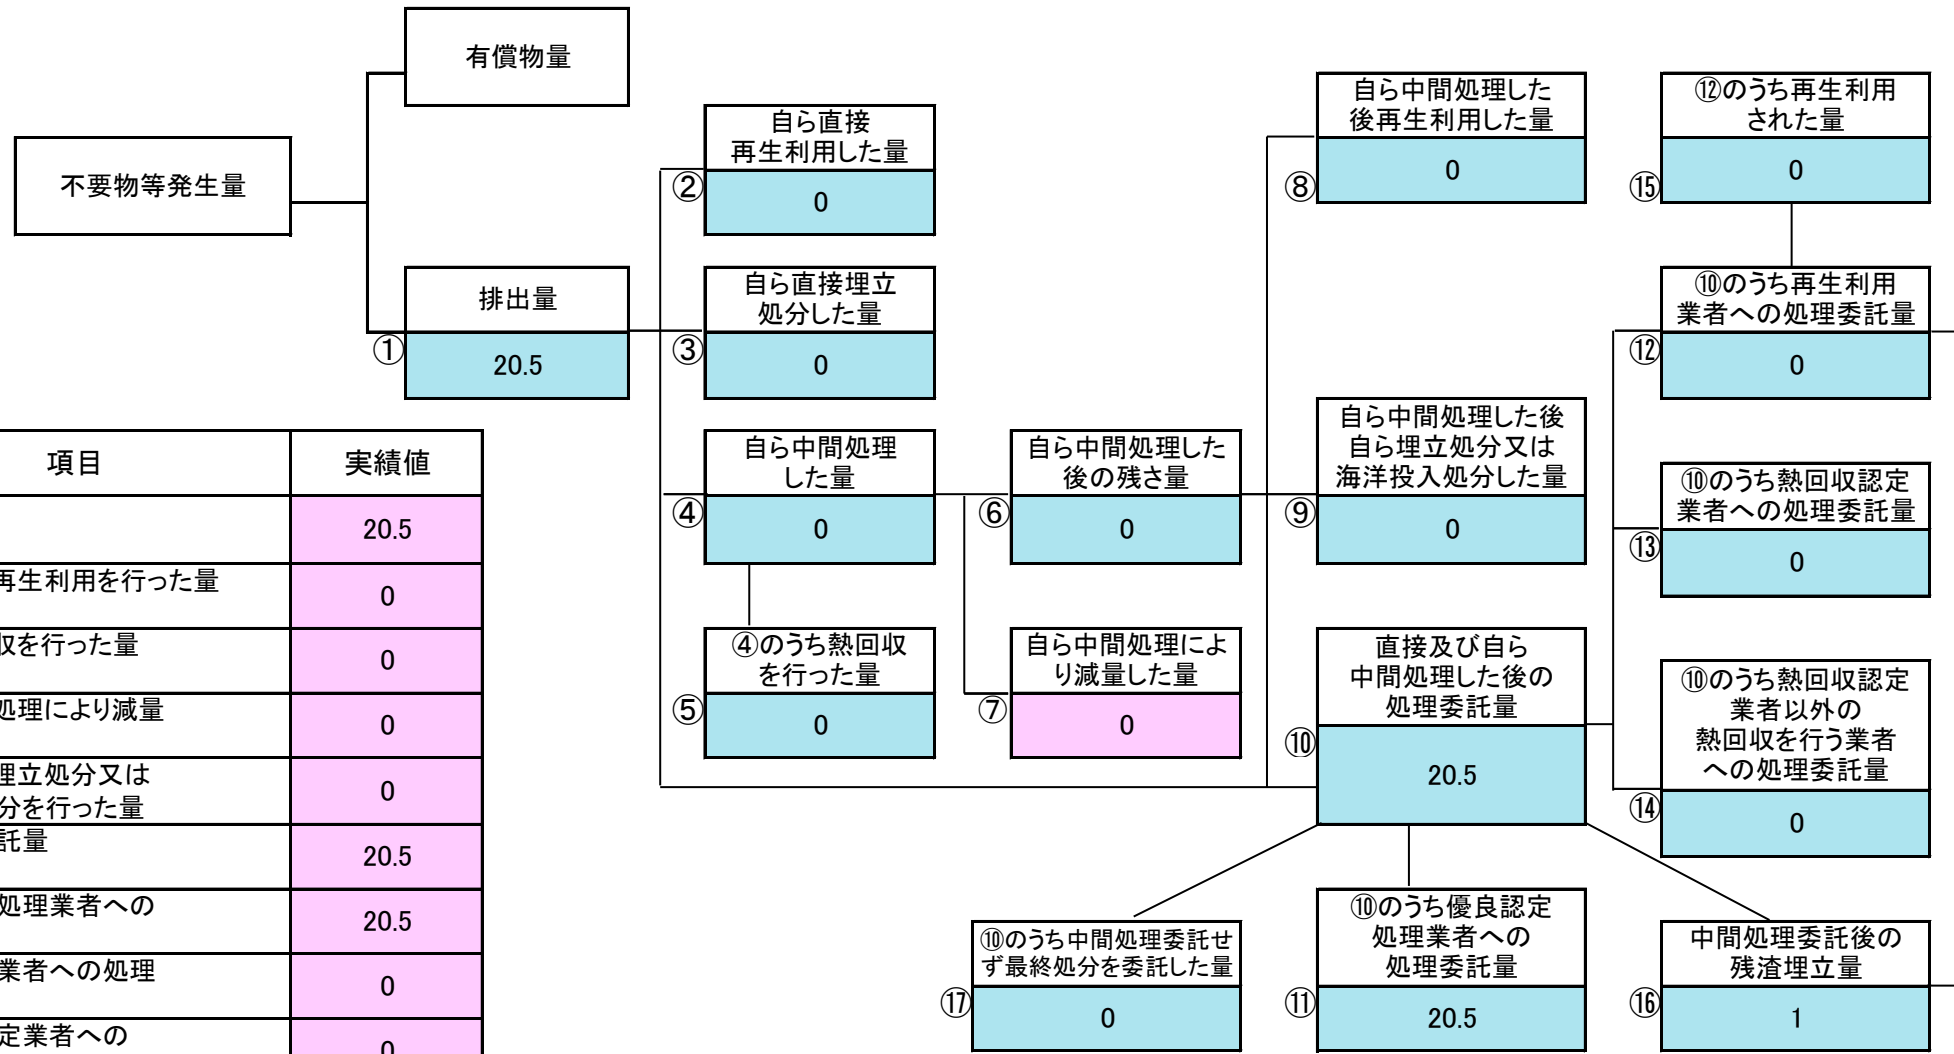 有償物量
不要物等発生量
排出量
①
20.5
自ら直接
再生利用した量
②
0
自ら直接埋立
処分した量
③
0
自ら中間処理
した量
④
0
④のうち熱回収
を行った量
⑤
0
自ら中間処理した
後の残さ量
⑥
0
自ら中間処理によ
り減量した量
⑦
0
自ら中間処理した
後再生利用した量
⑧
0
自ら中間処理した後
自ら埋立処分又は
海洋投入処分した量
⑨
0
直接及び自ら
中間処理した後の
処理委託量
⑩
20.5
⑫のうち再生利用
された量
⑮
0
⑩のうち再生利用
業者への処理委託量
⑫
0
⑩のうち熱回収認定
業者への処理委託量
⑬
0
⑩のうち熱回収認定
業者以外の
熱回収を行う業者
への処理委託量
⑭
0
⑩のうち中間処理委託せ
ず最終処分を委託した量
⑰
0
⑩のうち優良認定
処理業者への
処理委託量
⑪
20.5
中間処理委託後の
残渣埋立量
⑯
1
項目 実績値
20.5
再生利用を行った量 0
収を行った量 0
処理により減量 0
埋立処分又は
分を行った量 0
託量 20.5
処理業者への 20.5
業者への処理 0
定業者への 0